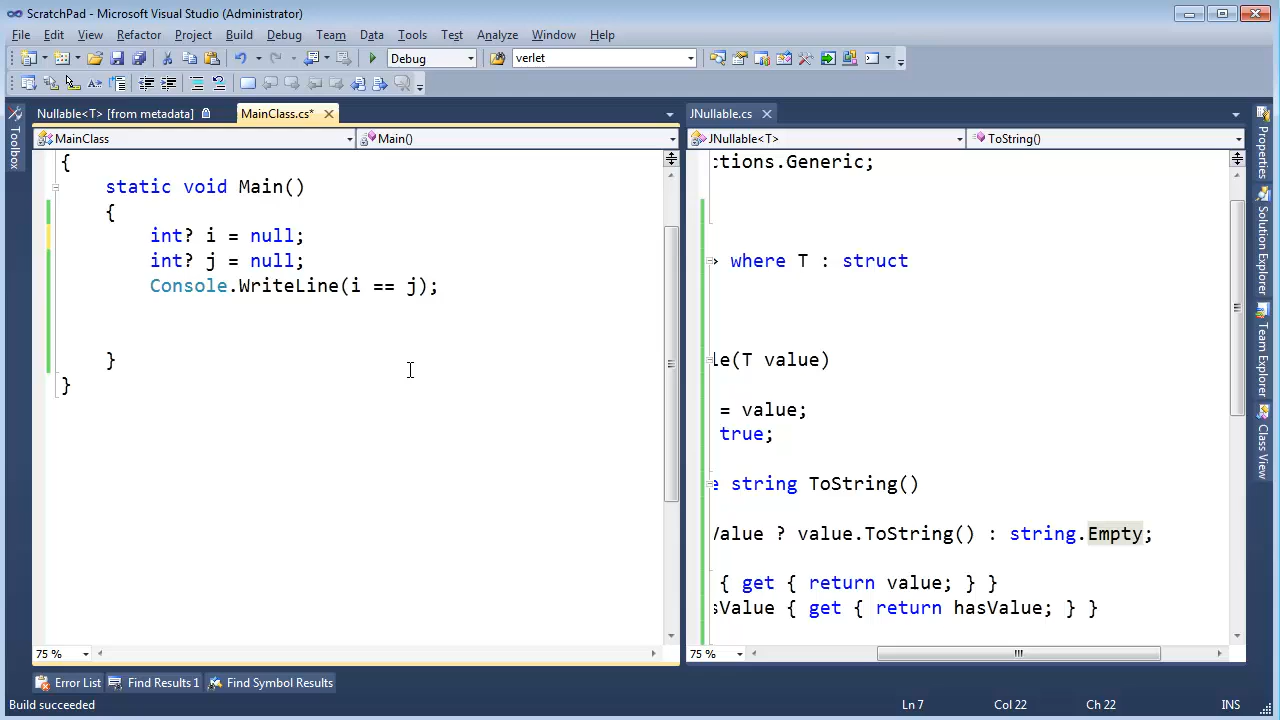 ScratchPad - Microsoft Visual Studio (Administrator)
File Edit View Refactor Project Build Debug Team Data Tools Test Analyze Window Help
Debug verlet
Nullable<T> [from metadata] MainClass.cs* JNullable.cs
MainClass Main() JNullable<T> ToString()
{
static void Main()
{
int? i = null;
int? j = null;
Console.WriteLine(i == j);
}
}
75 %
ctions.Generic;
> where T : struct
le(T value)
= value;
true;
e string ToString()
Value ? value.ToString() : string.Empty;
{ get { return value; } }
sValue { get { return hasValue; } }
75 %
Toolbox
Properties
Solution Explorer
Team Explorer
Class View
Error List Find Results 1 Find Symbol Results
Build succeeded Ln 7 Col 22 Ch 22 INS